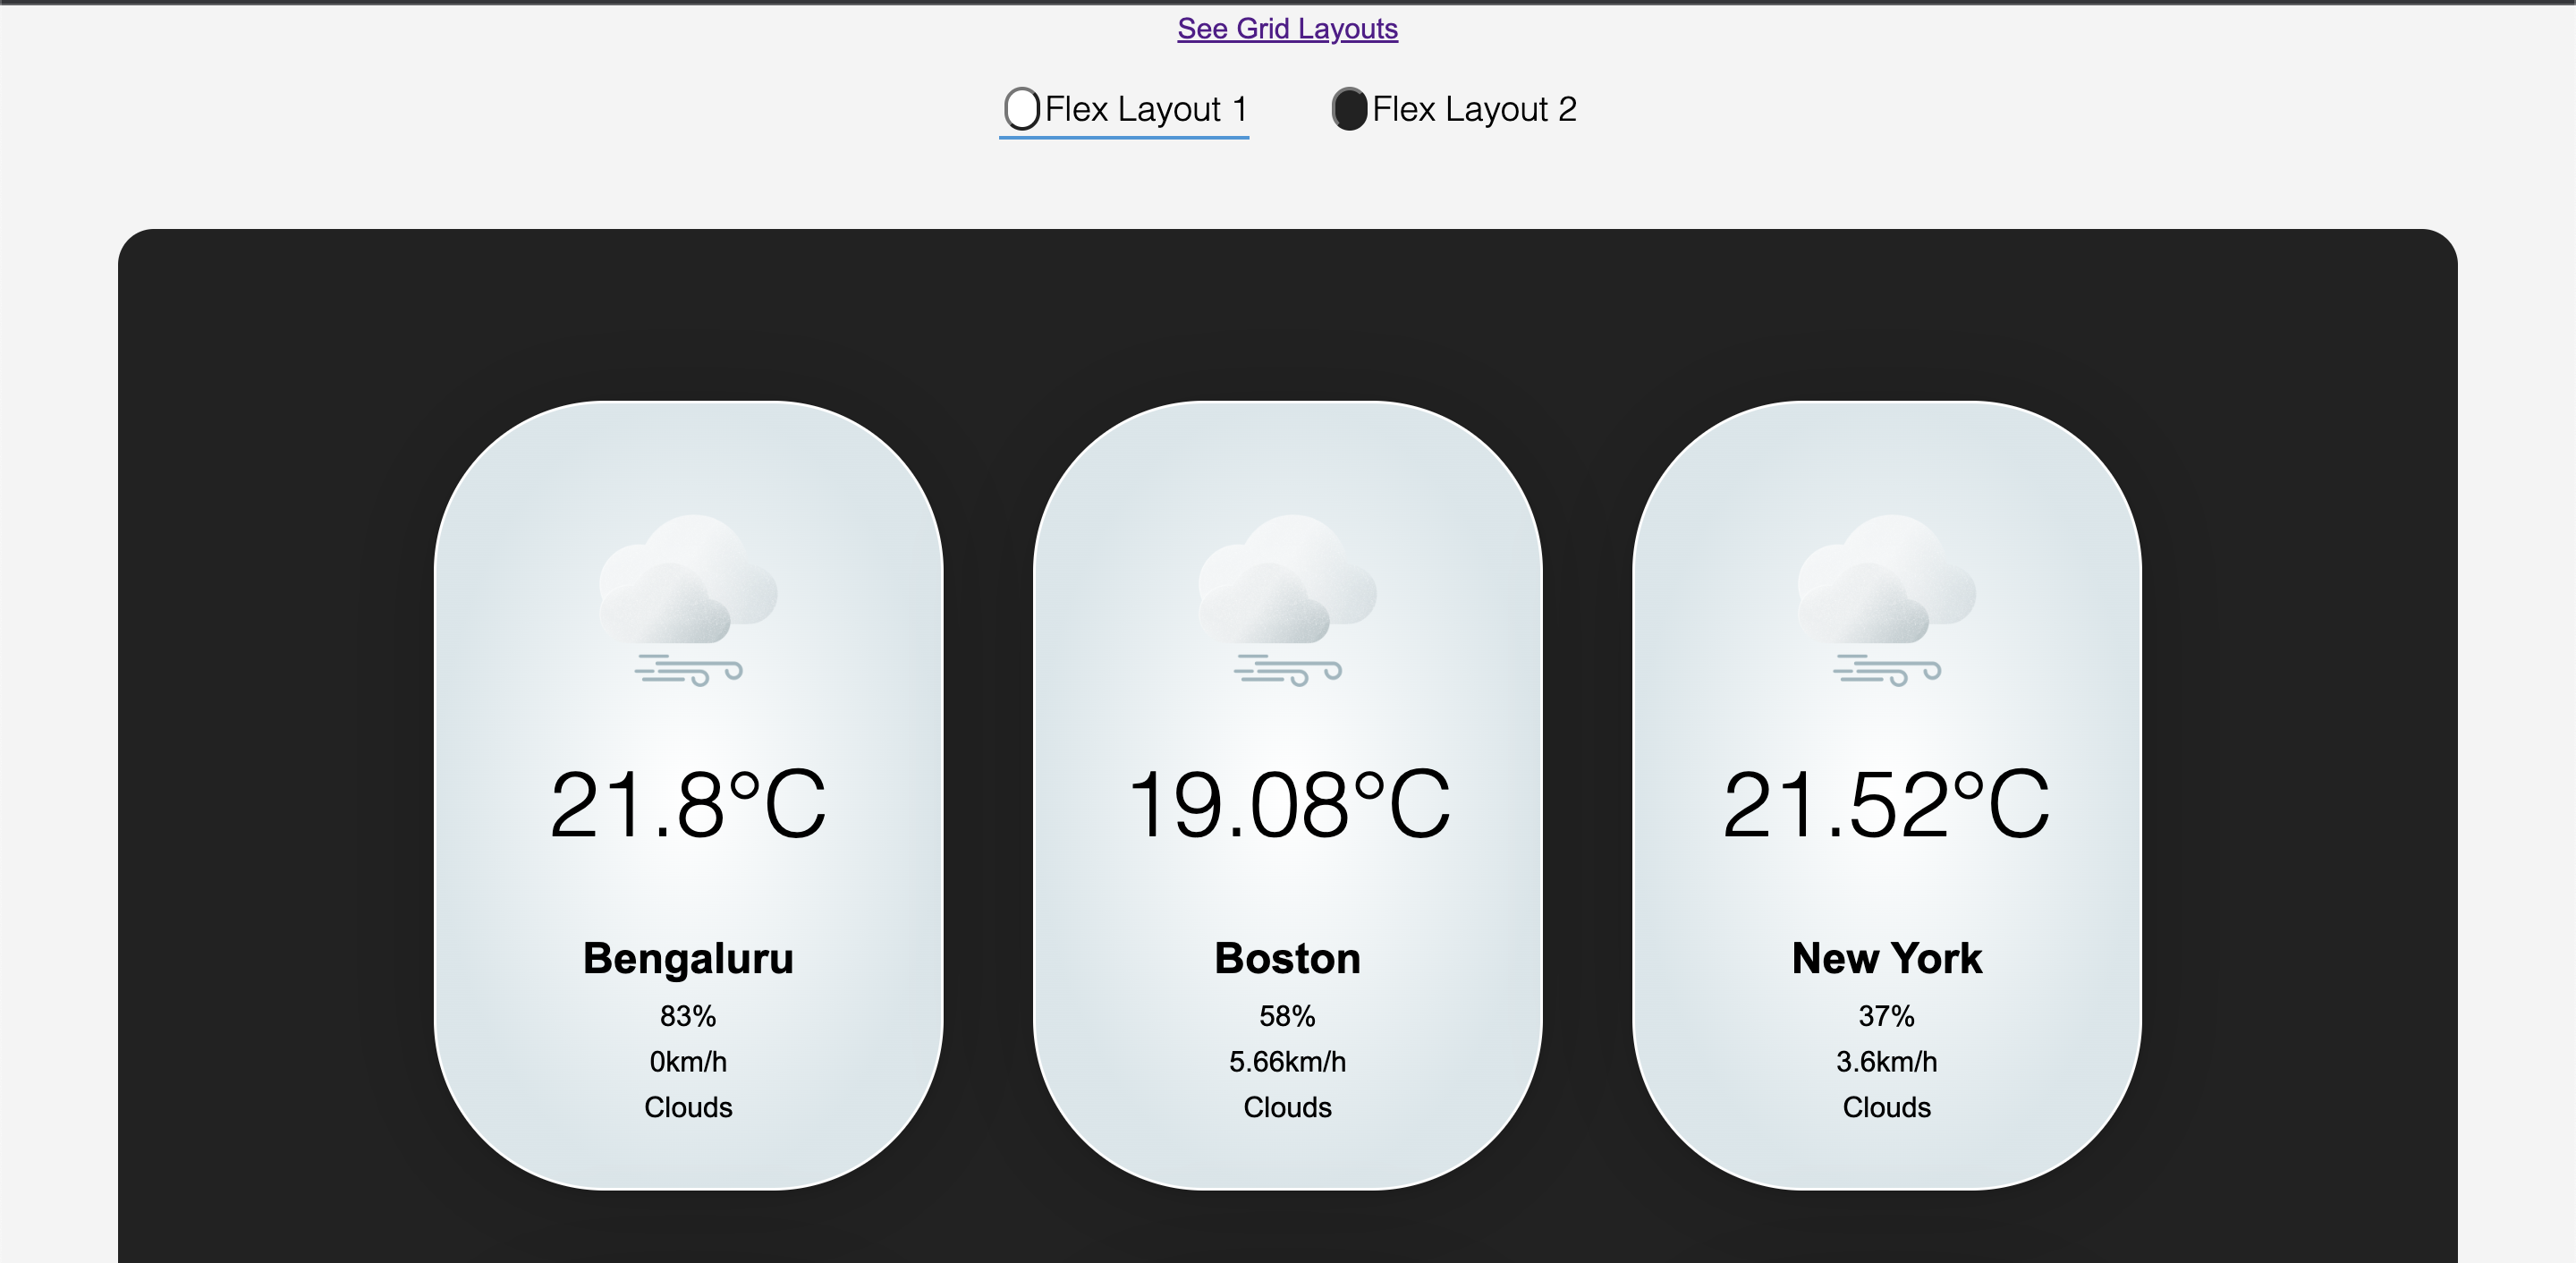 See Grid Layouts
Flex Layout 1
Flex Layout 2
21.8°C
Bengaluru
83%
0km/h
Clouds
19.08°C
Boston
58%
5.66km/h
Clouds
21.52°C
New York
37%
3.6km/h
Clouds